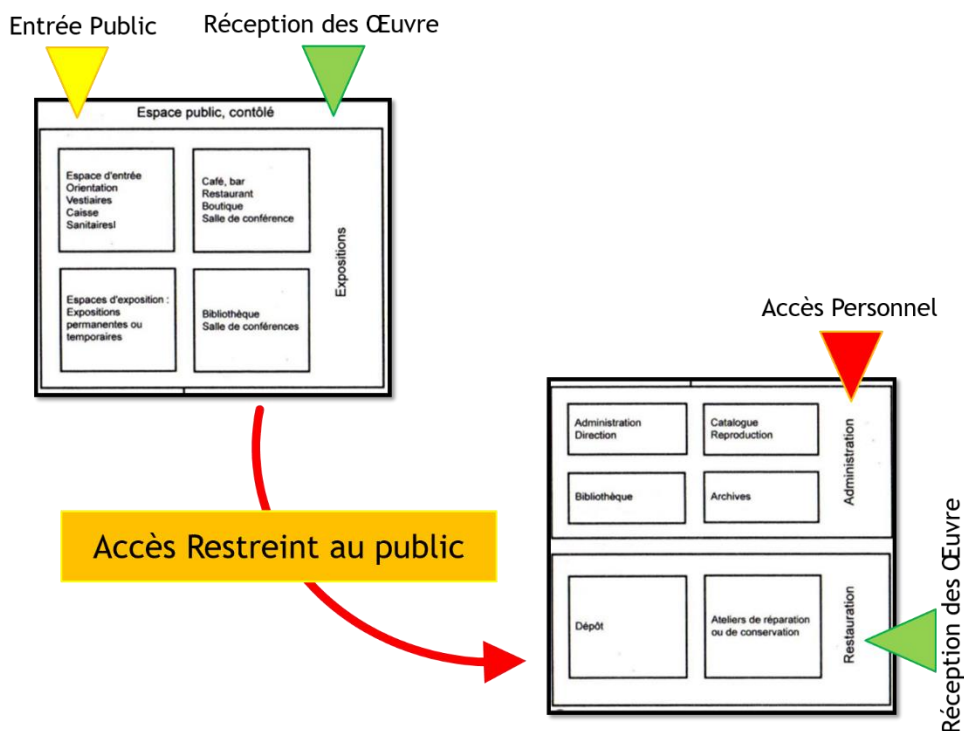 Entrée Public
Réception des Œuvre
Espace public, contôlé
Espace d'entrée
Orientation
Vestiaires
Caisse
Sanitairesl
Café, bar
Restaurant
Boutique
Salle de conférence
Espaces d'exposition :
Expositions
permanentes ou
temporaires
Bibliothèque
Salle de conférences
Expositions
Accès Personnel
Administration
Direction
Catalogue
Reproduction
Bibliothèque
Archives
Administration
Accès Restreint au public
Dépôt
Ateliers de réparation
ou de conservation
Restauration
Réception des Œuvre